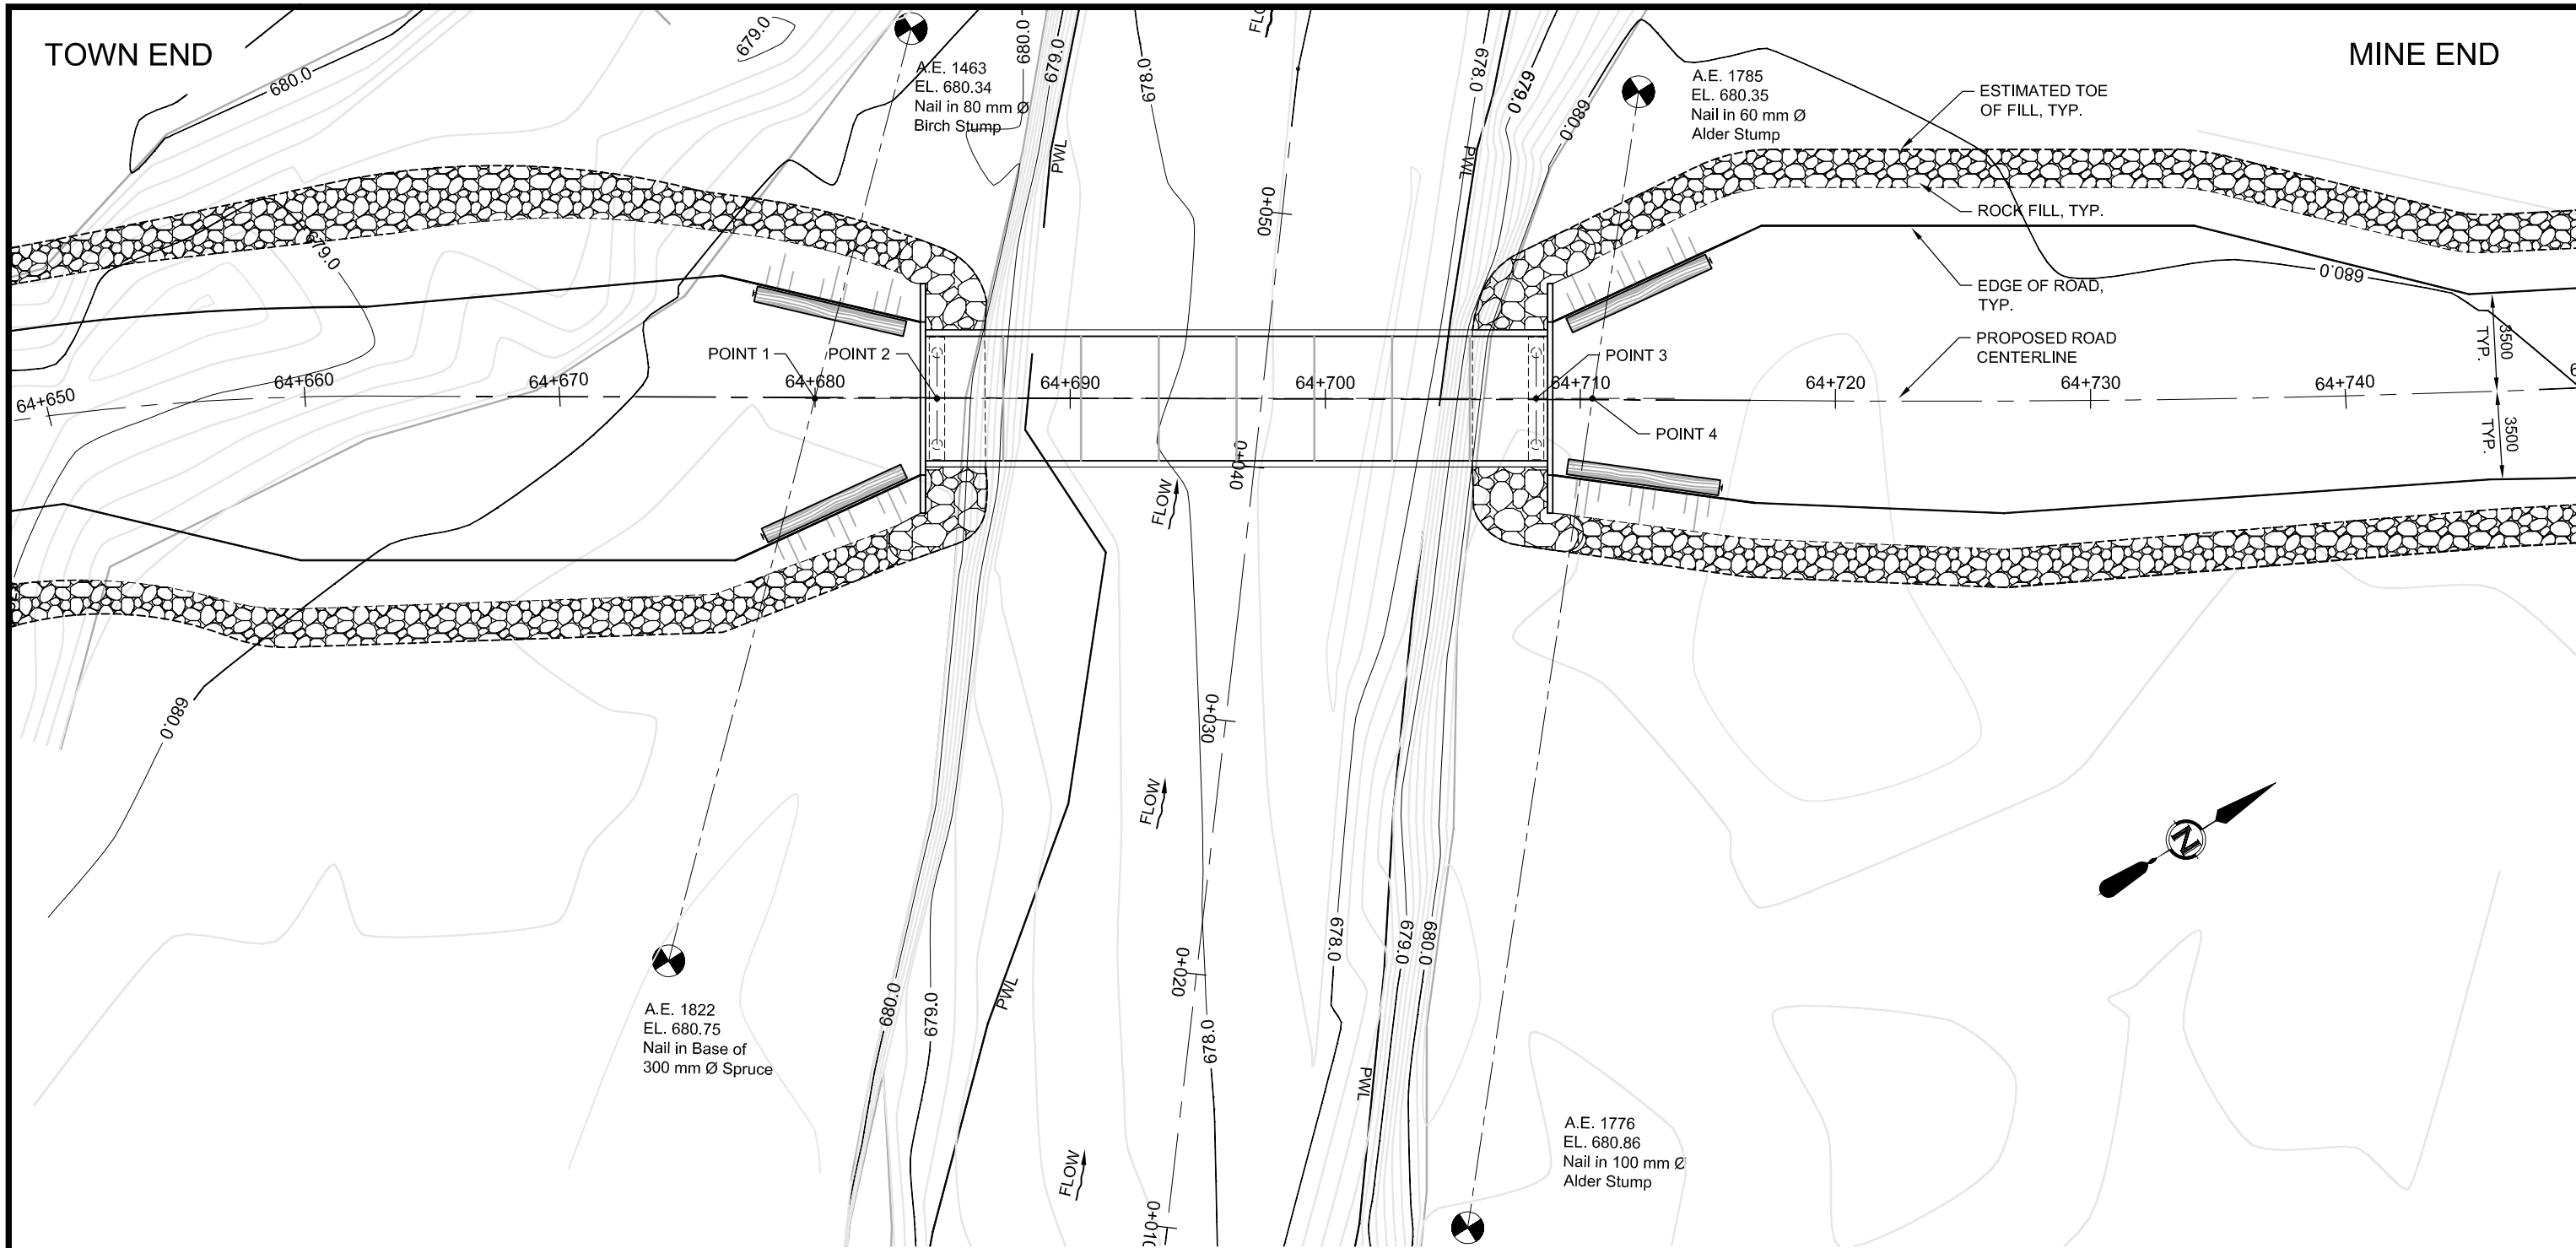 TOWN END
MINE END
679.0
680.0
680.0
679.0
678.0
FLO
678.0
679.0
680.0
A.E. 1463
EL. 680.34
Nail in 80 mm Ø
Birch Stump
A.E. 1785
EL. 680.35
Nail in 60 mm Ø
Alder Stump
ESTIMATED TOE
OF FILL, TYP.
PWL
PWL
0+050
ROCK FILL, TYP.
679.0
680.0
EDGE OF ROAD,
TYP.
PROPOSED ROAD
CENTERLINE
3500
TYP.
POINT 1
POINT 2
POINT 3
64+650
64+660
64+670
64+680
64+690
64+700
64+710
64+720
64+730
64+740
POINT 4
3500
TYP.
0+040
FLOW
680.0
0+030
FLOW
N
678.0
679.0
680.0
0+020
680.0
679.0
PWL
678.0
A.E. 1822
EL. 680.75
Nail in Base of
300 mm Ø Spruce
PWL
FLOW
A.E. 1776
EL. 680.86
Nail in 100 mm Ø
Alder Stump
0+010